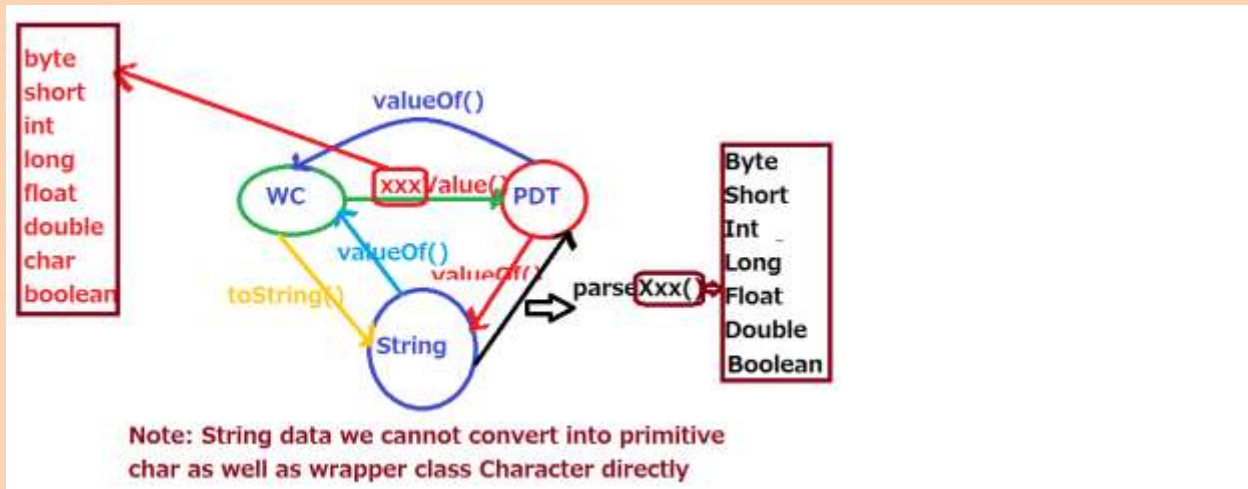 byte
short
int
long
float
double
char
boolean
valueOf()
WC
xxxValue()
PDT
valueOf()
valueOf()
toString()
String
parseXxx()
Byte
Short
Int
Long
Float
Double
Boolean
Note: String data we cannot convert into primitive
char as well as wrapper class Character directly